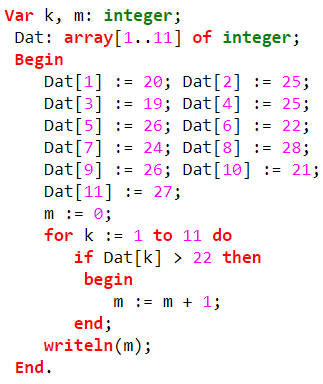 Var k, m: integer;
Dat: array[1..11] of integer;
Begin
Dat[1] := 20; Dat[2] := 25;
Dat[3] := 19; Dat[4] := 25;
Dat[5] := 26; Dat[6] := 22;
Dat[7] := 24; Dat[8] := 28;
Dat[9] := 26; Dat[10] := 21;
Dat[11] := 27;
m := 0;
for k := 1 to 11 do
if Dat[k] > 22 then
begin
m := m + 1;
end;
writeln(m);
End.